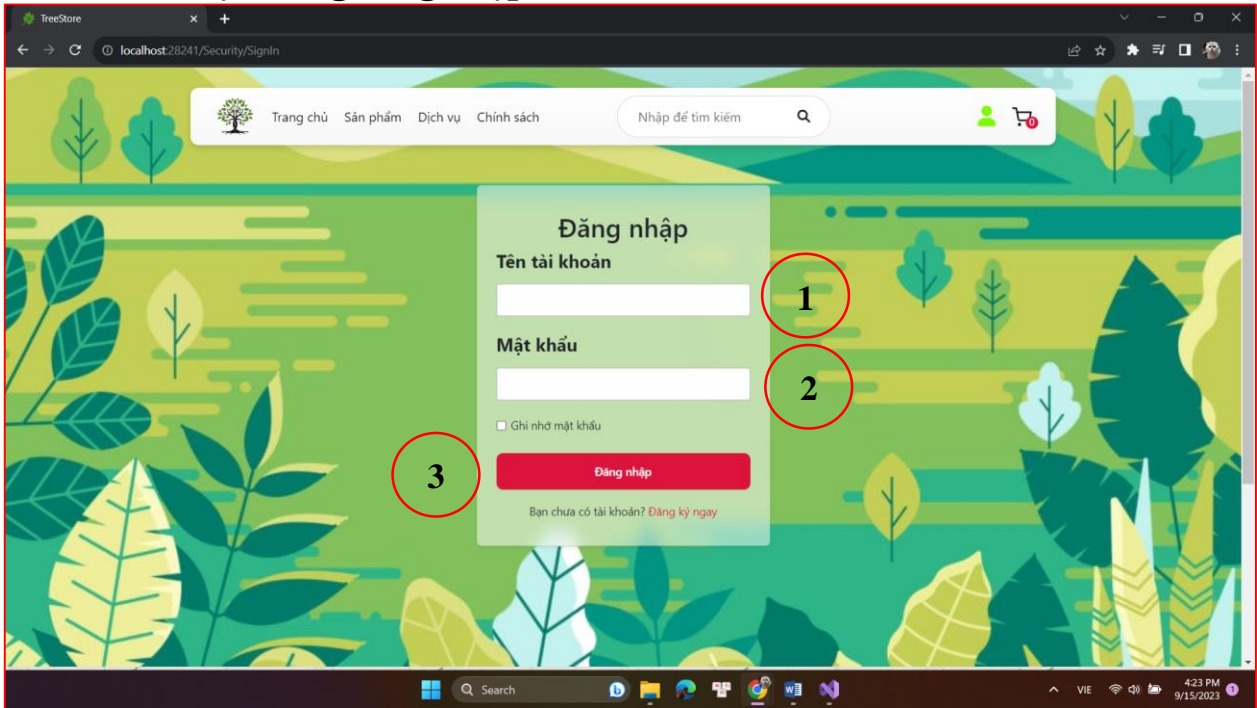 TreeStore
localhost:28241/Security/SignIn
Trang chủ Sản phẩm Dịch vụ Chính sách Nhập để tìm kiếm 0
Đăng nhập
Tên tài khoản
1
Mật khẩu
2
Ghi nhớ mật khẩu
3 Đăng nhập
Bạn chưa có tài khoản? Đăng ký ngay
Search VIE 4:23 PM 1
9/15/2023